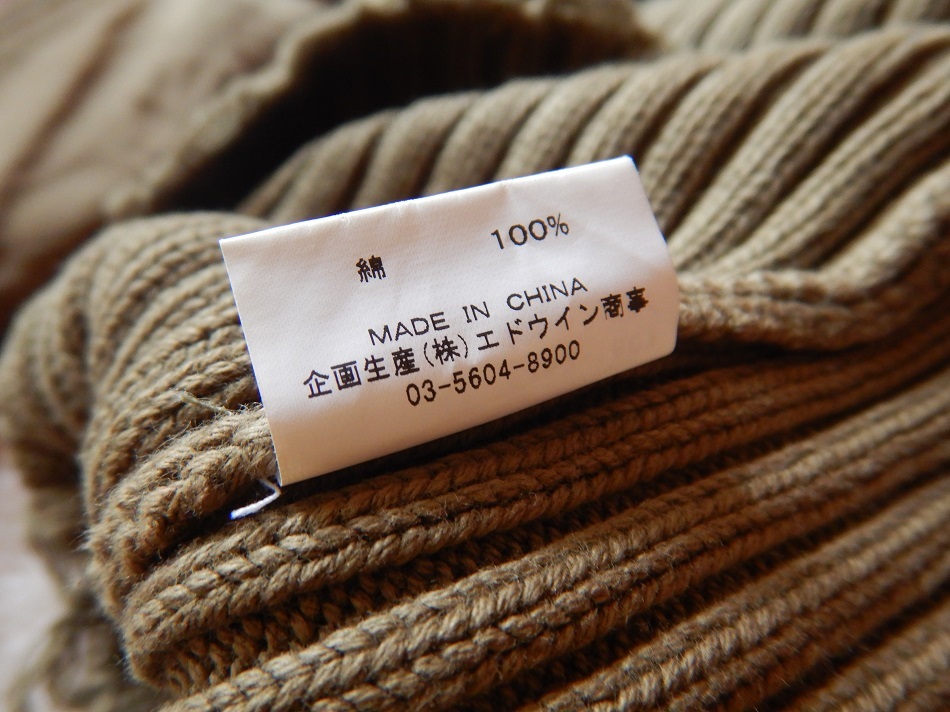 綿 100%
MADE IN CHINA
企画生産(株)エドウイン商事
03-5604-8900